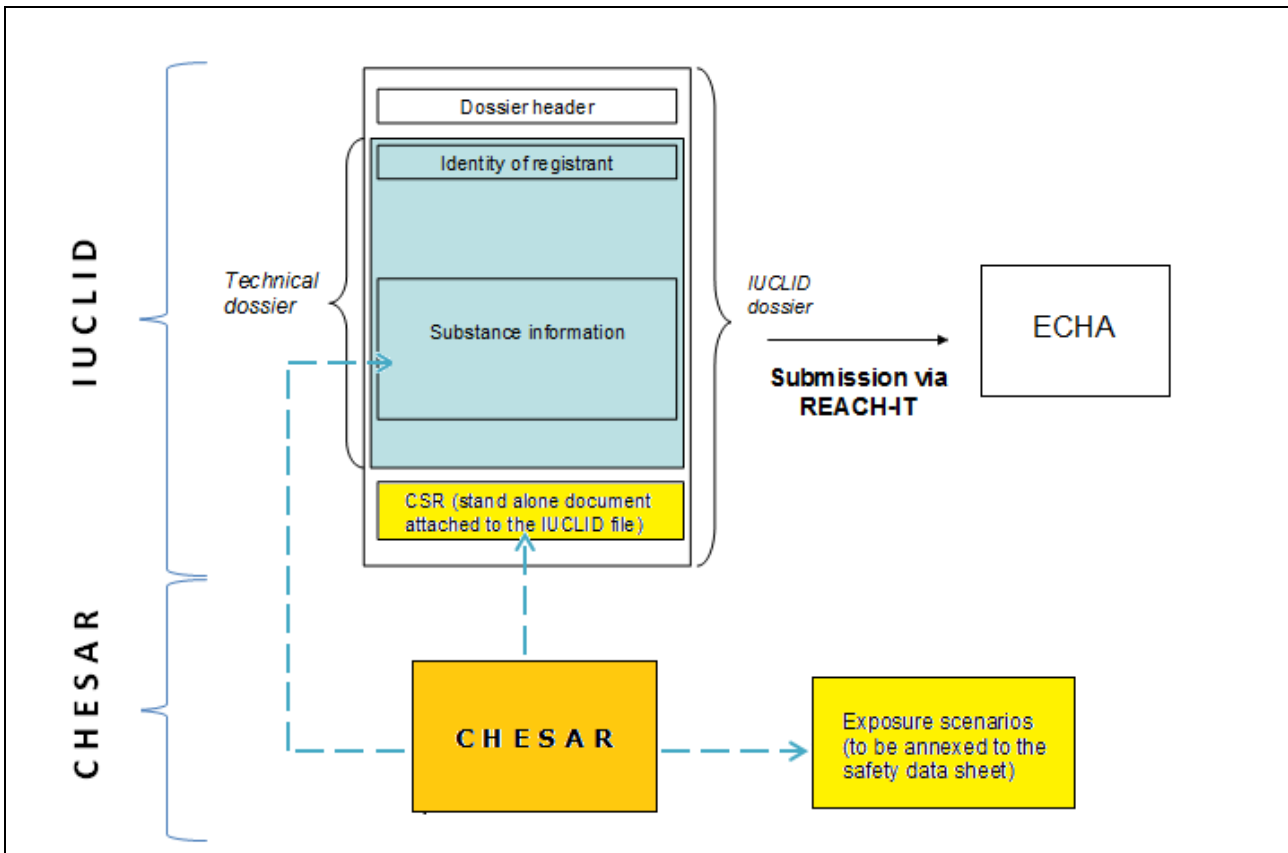 IUCLID
Dossier header
Identity of registrant
Technical
dossier
Substance information
IUCLID
dossier
Submission via
REACH-IT
ECHA
CSR (stand alone document
attached to the IUCLID file)
CHESAR
CHESAR
Exposure scenarios
(to be annexed to the
safety data sheet)